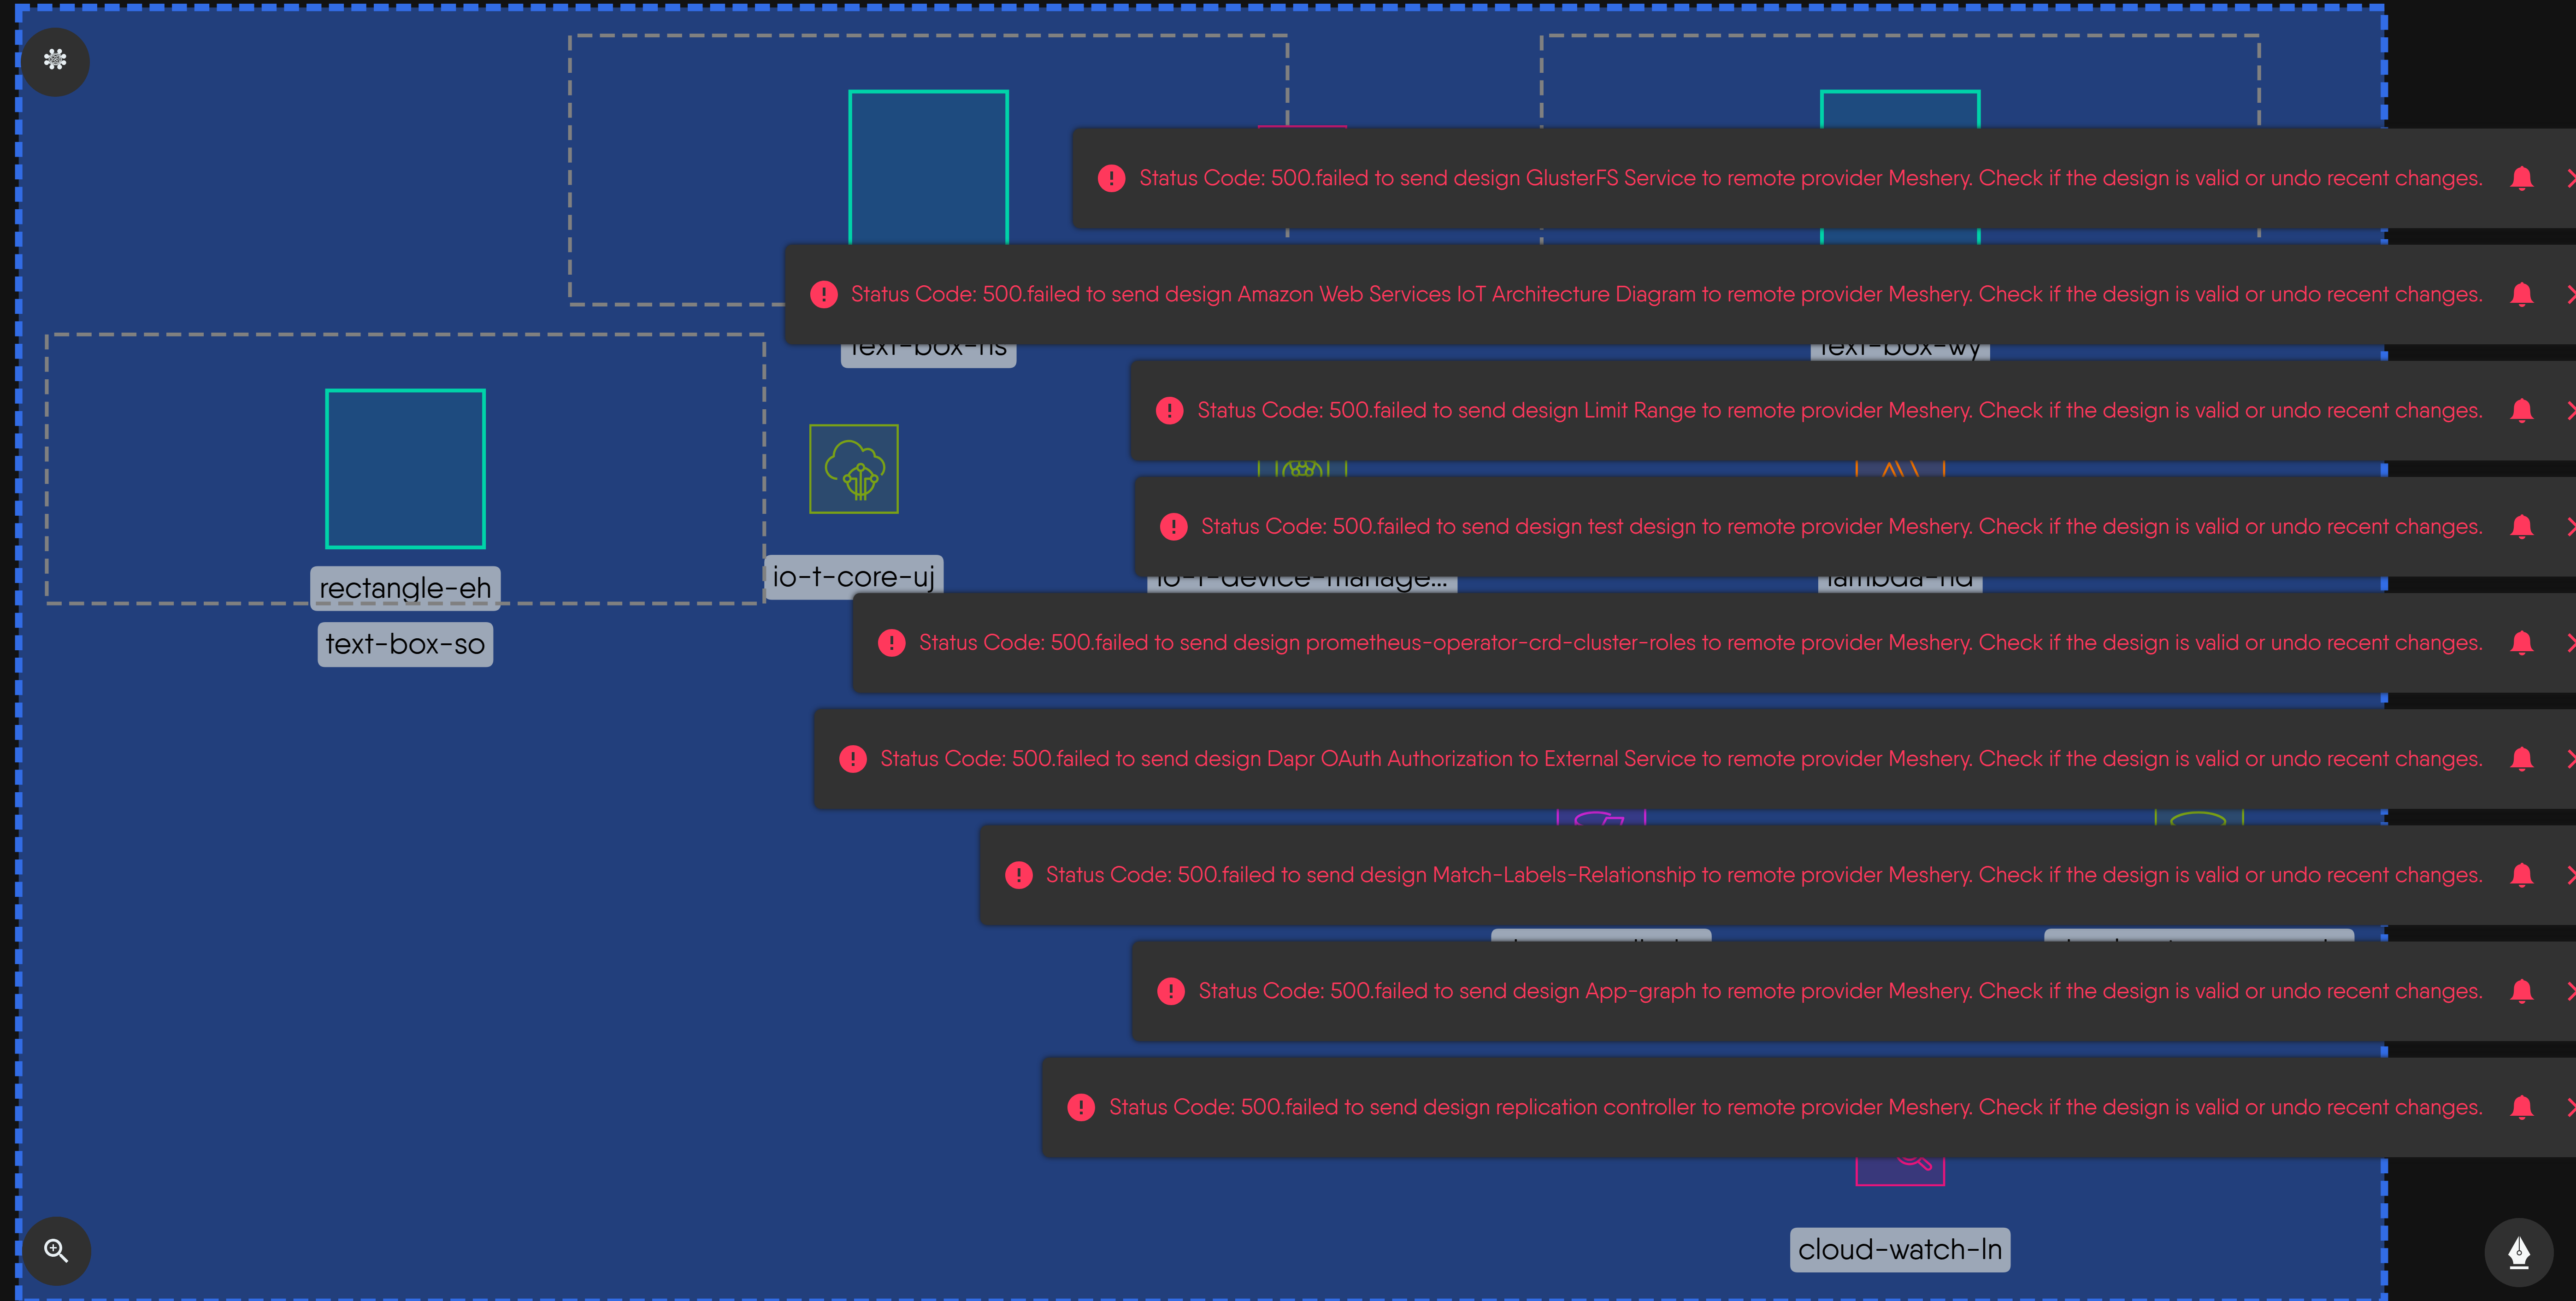 Status Code: 500.failed to send design GlusterFS Service to remote provider Meshery. Check if the design is valid or undo recent changes.
Status Code: 500.failed to send design Amazon Web Services IoT Architecture Diagram to remote provider Meshery. Check if the design is valid or undo recent changes.
text-box-wy
Status Code: 500.failed to send design Limit Range to remote provider Meshery. Check if the design is valid or undo recent changes.
Status Code: 500.failed to send design test design to remote provider Meshery. Check if the design is valid or undo recent changes.
rectangle-eh
io-t-core-uj
io-t-device-manage...
text-box-so
Status Code: 500.failed to send design prometheus-operator-crd-cluster-roles to remote provider Meshery. Check if the design is valid or undo recent changes.
Status Code: 500.failed to send design Dapr OAuth Authorization to External Service to remote provider Meshery. Check if the design is valid or undo recent changes.
Status Code: 500.failed to send design Match-Labels-Relationship to remote provider Meshery. Check if the design is valid or undo recent changes.
Status Code: 500.failed to send design App-graph to remote provider Meshery. Check if the design is valid or undo recent changes.
Status Code: 500.failed to send design replication controller to remote provider Meshery. Check if the design is valid or undo recent changes.
cloud-watch-ln